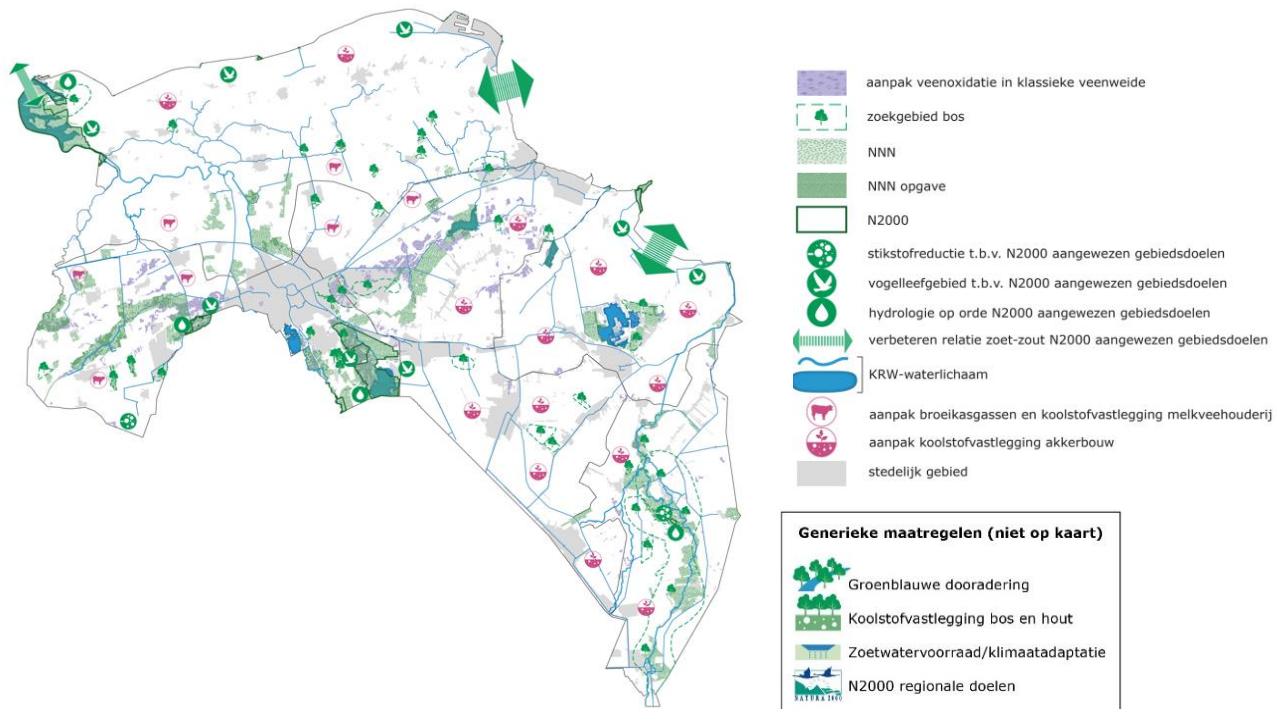 aanpak veenoxidatie in klassieke veenweide
zoekgebied bos
NNN
NNN opgave
N2000
stikstofreductie t.b.v. N2000 aangewezen gebiedsdoelen
vogelleefgebied t.b.v. N2000 aangewezen gebiedsdoelen
hydrologie op orde N2000 aangewezen gebiedsdoelen
verbeteren relatie zoet-zout N2000 aangewezen gebiedsdoelen
KRW-waterlichaam
aanpak broeikasgassen en koolstofvastlegging melkveehouderij
aanpak koolstofvastlegging akkerbouw
stedelijk gebied
Generieke maatregelen (niet op kaart)
Groenblauwe dooradering
Koolstofvastlegging bos en hout
Zoetwatervoorraad/klimaatadaptatie
N2000 regionale doelen
NATURA 2000